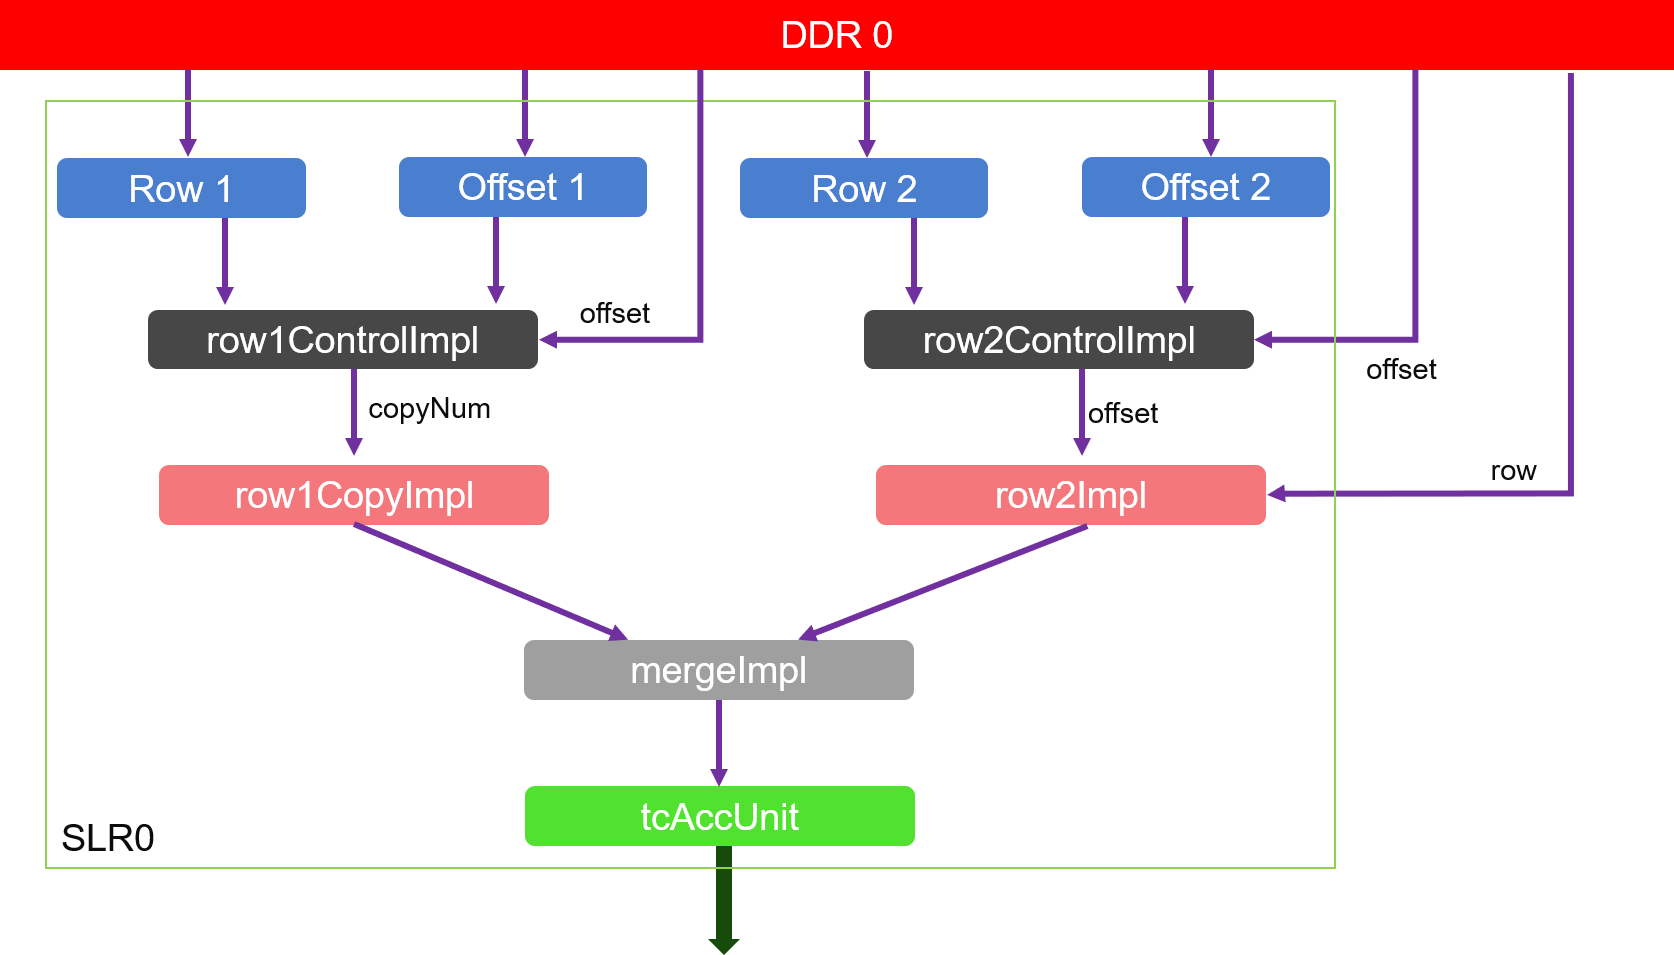 DDR 0
Row 1
Offset 1
Row 2
Offset 2
offset
row1ControlImpl
row2ControlImpl
offset
copyNum
offset
row
row1CopyImpl
row2Impl
mergeImpl
tcAccUnit
SLR0